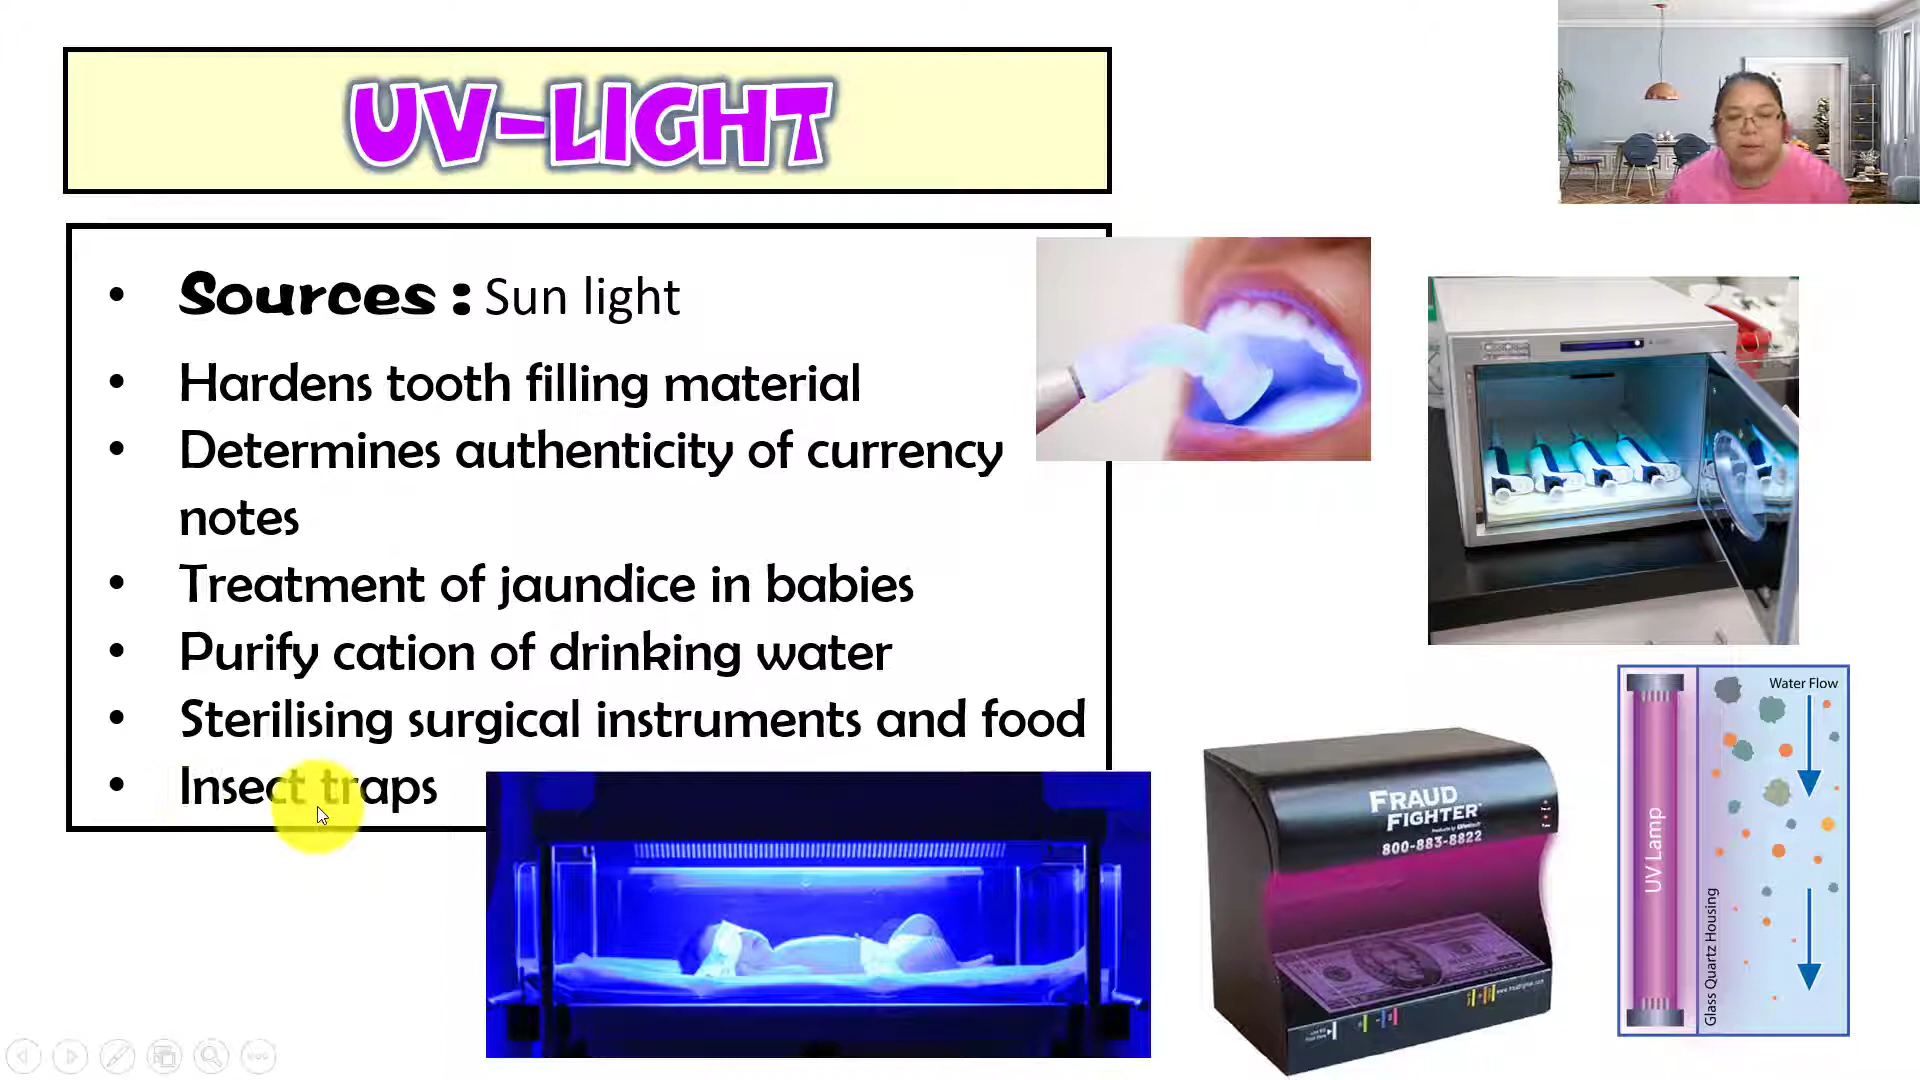 UV-LIGHT
• Sources : Sun light
• Hardens tooth filling material
• Determines authenticity of currency
notes
• Treatment of jaundice in babies
• Purify cation of drinking water
• Sterilising surgical instruments and food
• Insect traps
FRAUD
FIGHTER
800-883-8822
Water Flow
UV Lamp
Glass Quartz Housing